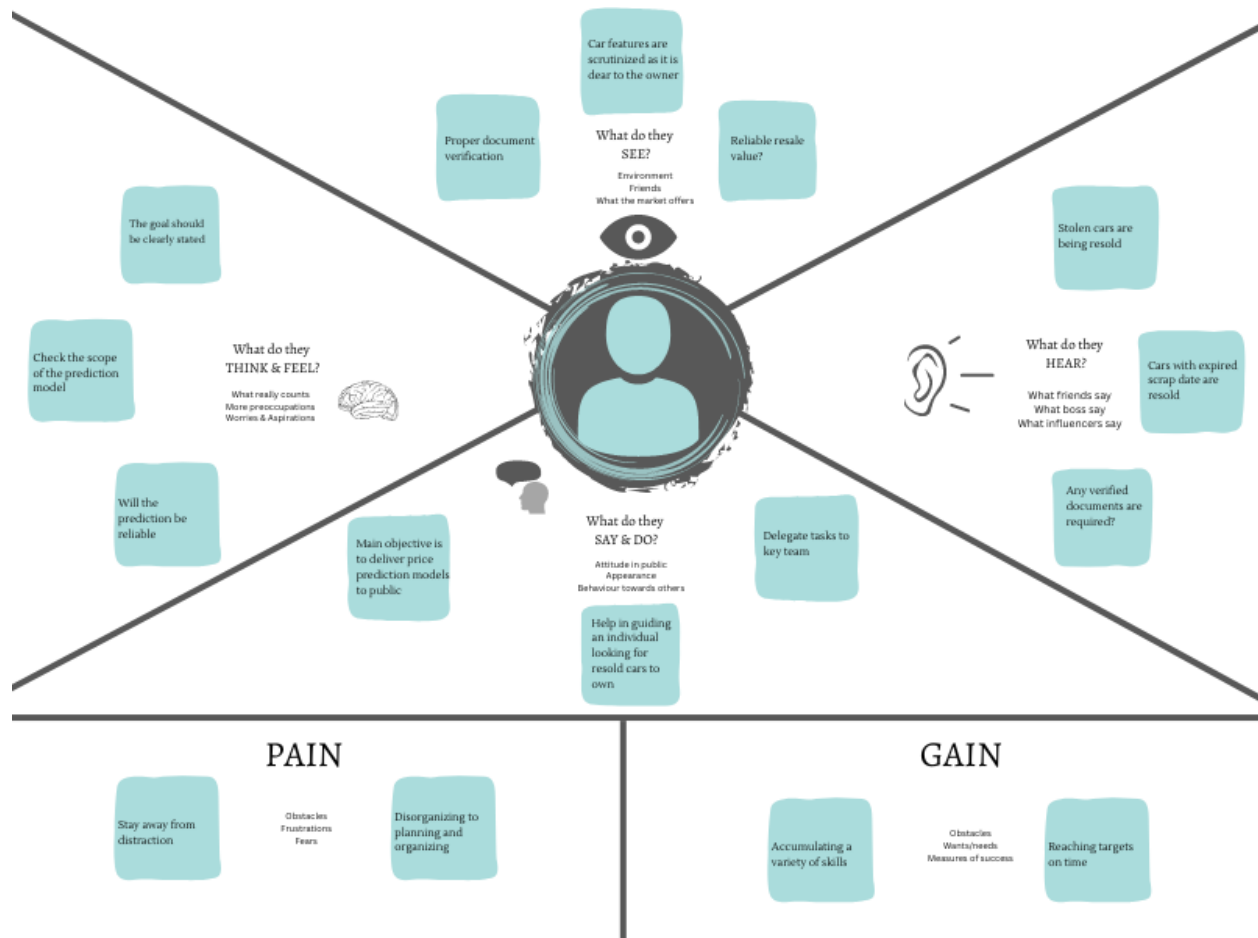 Car features are
scrutinized as it is
dear to the owner
Proper document
verification
What do they
SEE?
Environment
Friends
What the market offers
Reliable resale
value?
The goal should
be clearly stated
Check the scope
of the prediction
model
Will the
prediction be
reliable
What do they
THINK & FEEL?
What really counts
More preoccupations
Worries & Aspirations
What do they
HEAR?
What friends say
What boss say
What influencers say
Stolen cars are
being resold
Cars with expired
scrap date are
resold
Any verified
documents are
required?
Main objective is
to deliver price
prediction models
to public
What do they
SAY & DO?
Attitude in public
Appearance
Behaviour towards others
Help in guiding
an individual
looking for
resold cars to
own
Delegate tasks to
key team
PAIN
Stay away from
distraction
Obstacles
Frustrations
Fears
Disorganizing to
planning and
organizing
GAIN
Accumulating a
variety of skills
Obstacles
Wants/needs
Measures of success
Reaching targets
on time